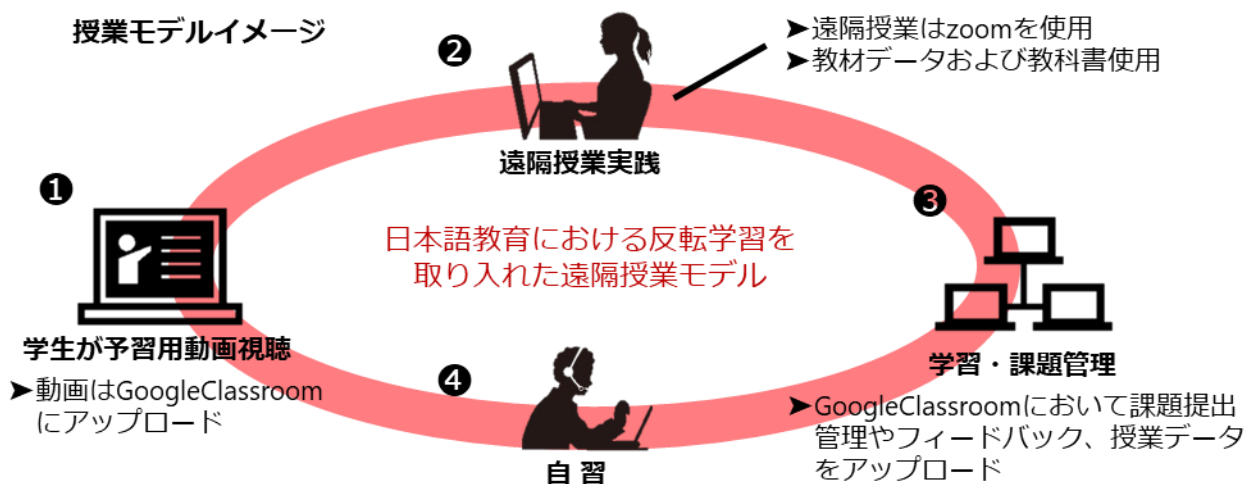 授業モデルイメージ
❷
➤遠隔授業はzoomを使用
➤教材データおよび教科書使用
遠隔授業実践
❶
❸
日本語教育における反転学習を
取り入れた遠隔授業モデル
学生が予習用動画視聴
➤動画はGoogleClassroom
にアップロード
学習・課題管理
➤GoogleClassroomにおいて課題提出
管理やフィードバック、授業データ
をアップロード
❹
自 習